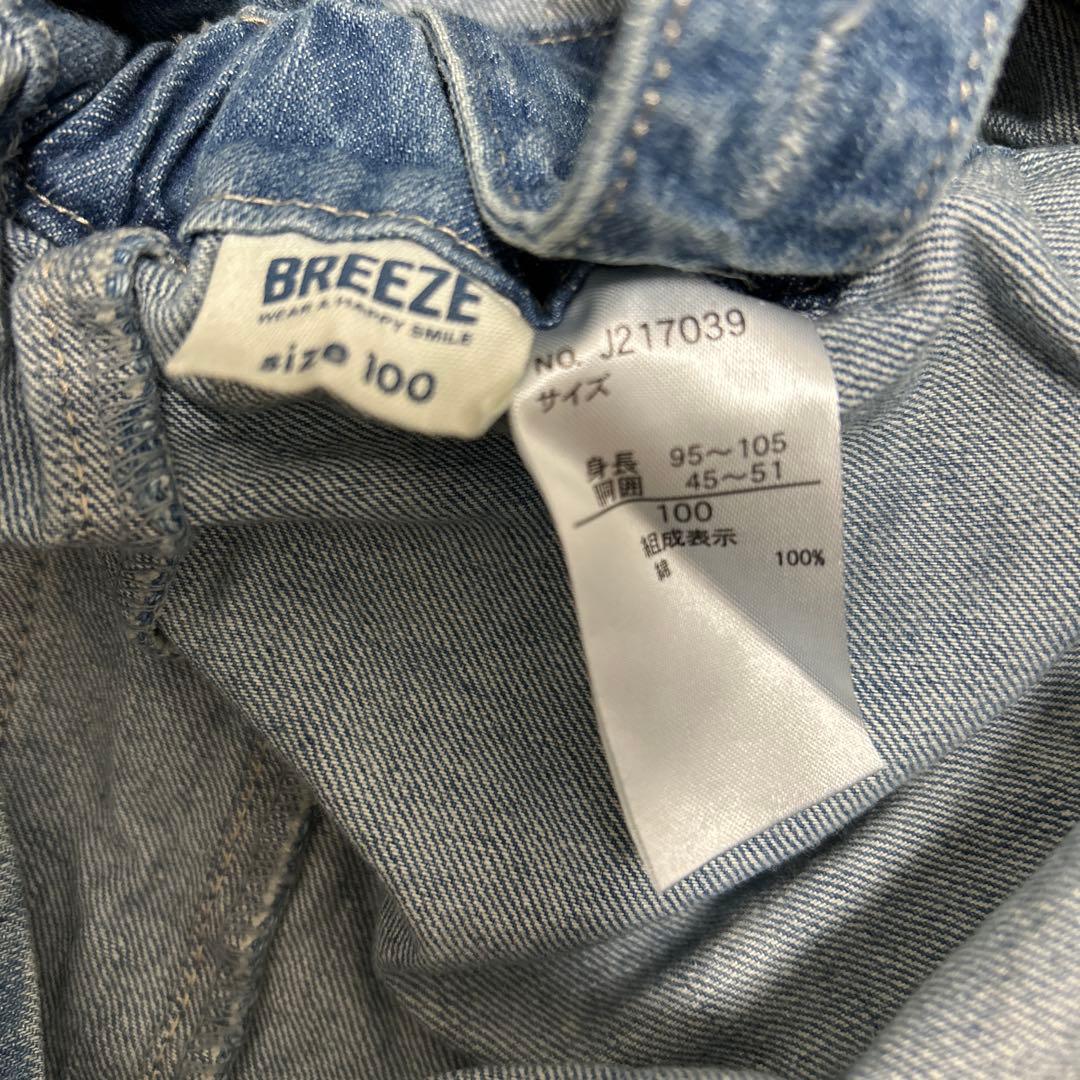 BREEZE
WEAR A HAPPY SMILE
size 100
NO. J217039
サイズ
身長 95～105
胴囲 45～51
100
組成表示
綿 100%